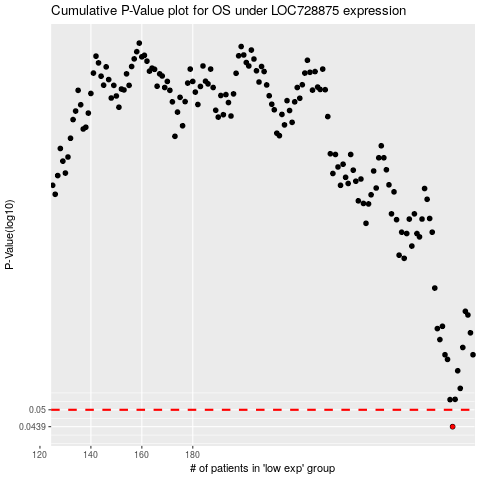 Cumulative P-Value plot for OS under LOC728875 expression
P-Value(log10)
0.05
0.0439
120 140 160 180
# of patients in 'low exp' group